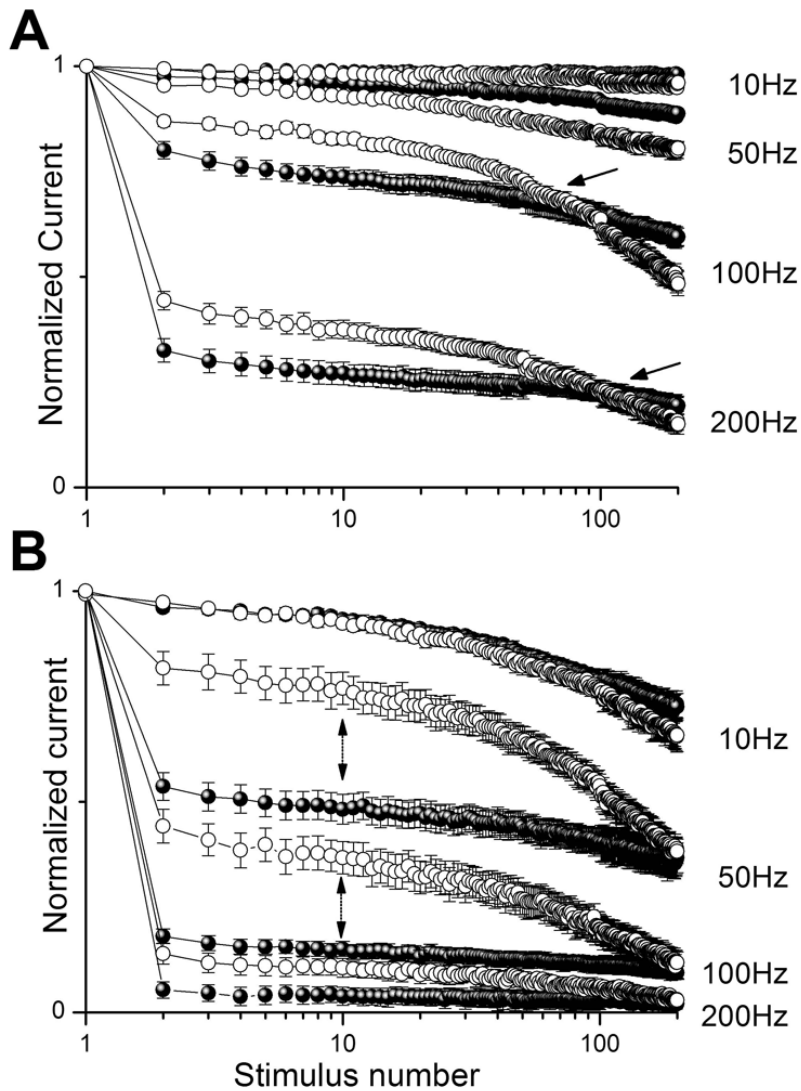 A
1
10Hz
50Hz
Normalized Current
100Hz
200Hz
0
1
10
100
B
1
10Hz
Normalized current
50Hz
100Hz
0
200Hz
1
10
100
Stimulus number